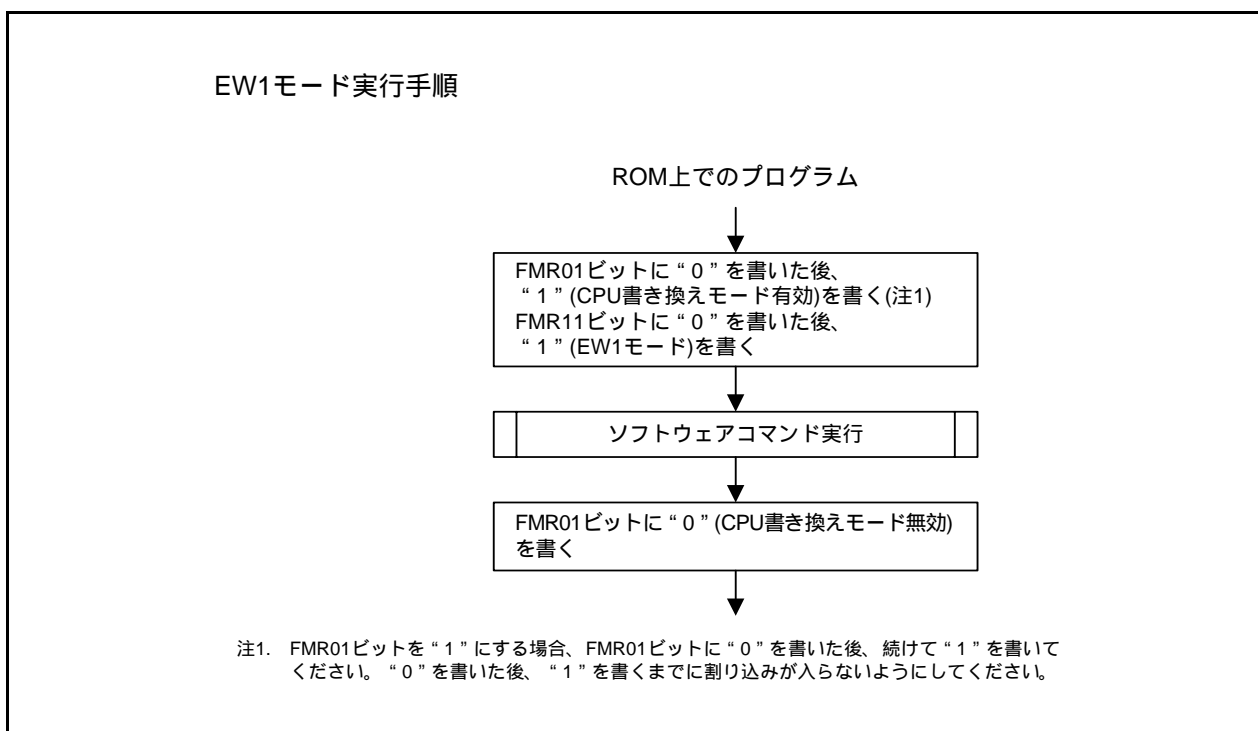 EW1モード実行手順
ROM上でのプログラム
FMR01ビットに“0”を書いた後、
“1”(CPU書き換えモード有効)を書く(注1)
FMR11ビットに“0”を書いた後、
“1”(EW1モード)を書く
ソフトウェアコマンド実行
FMR01ビットに“0”(CPU書き換えモード無効)
を書く
注1. FMR01ビットを“1”にする場合、FMR01ビットに“0”を書いた後、続けて“1”を書いて
ください。“0”を書いた後、“1”を書くまでに割り込みが入らないようにしてください。